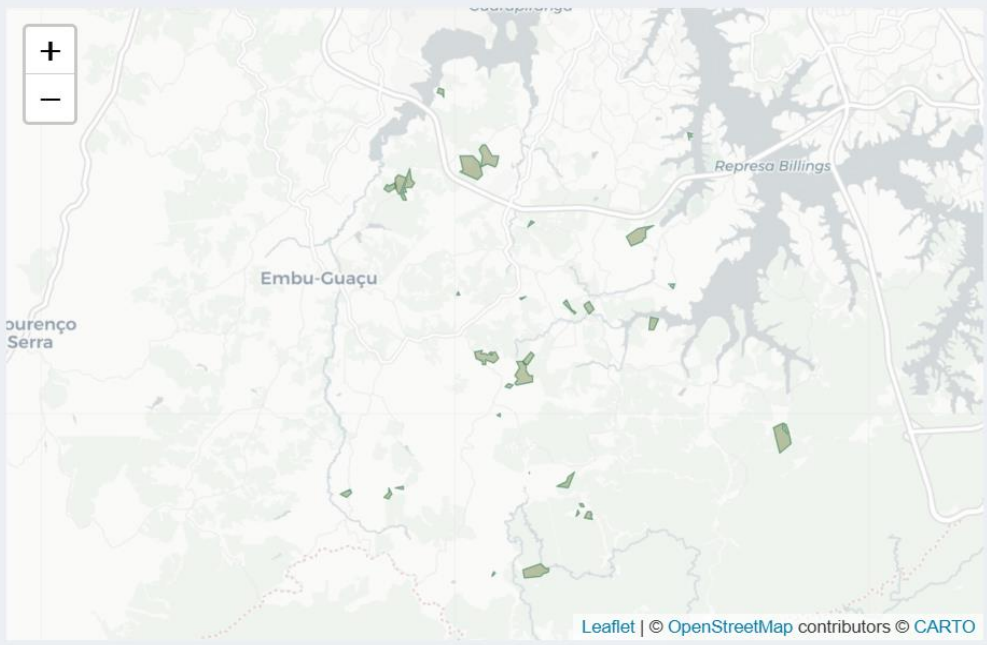 +
−
Represa Billings
Embu-Guaçu
ourenço
Serra
Leaflet | © OpenStreetMap contributors © CARTO